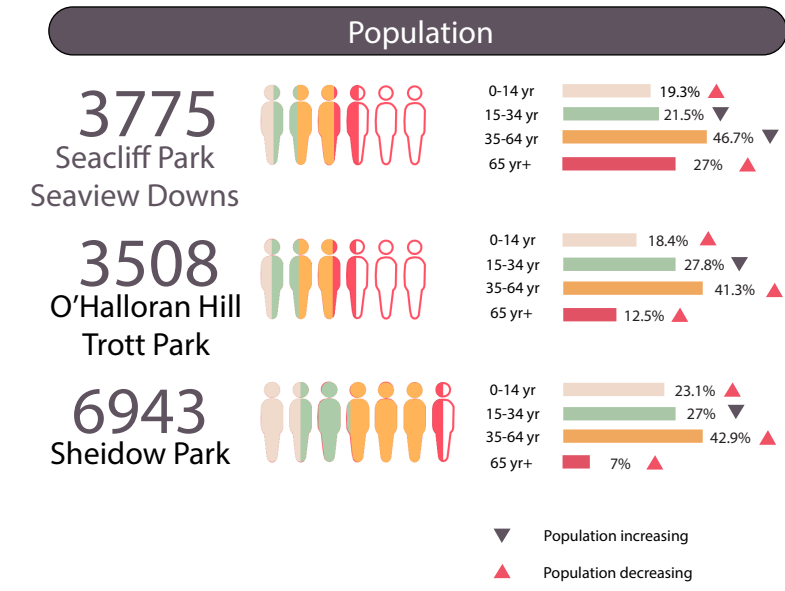 Population
3775
Seacliff Park
Seaview Downs
0-14 yr 19.3%
15-34 yr 21.5%
35-64 yr 46.7%
65 yr+ 27%
3508
O'Halloran Hill
Trott Park
0-14 yr 18.4%
15-34 yr 27.8%
35-64 yr 41.3%
65 yr+ 12.5%
6943
Sheidow Park
0-14 yr 23.1%
15-34 yr 27%
35-64 yr 42.9%
65 yr+ 7%
Population increasing
Population decreasing